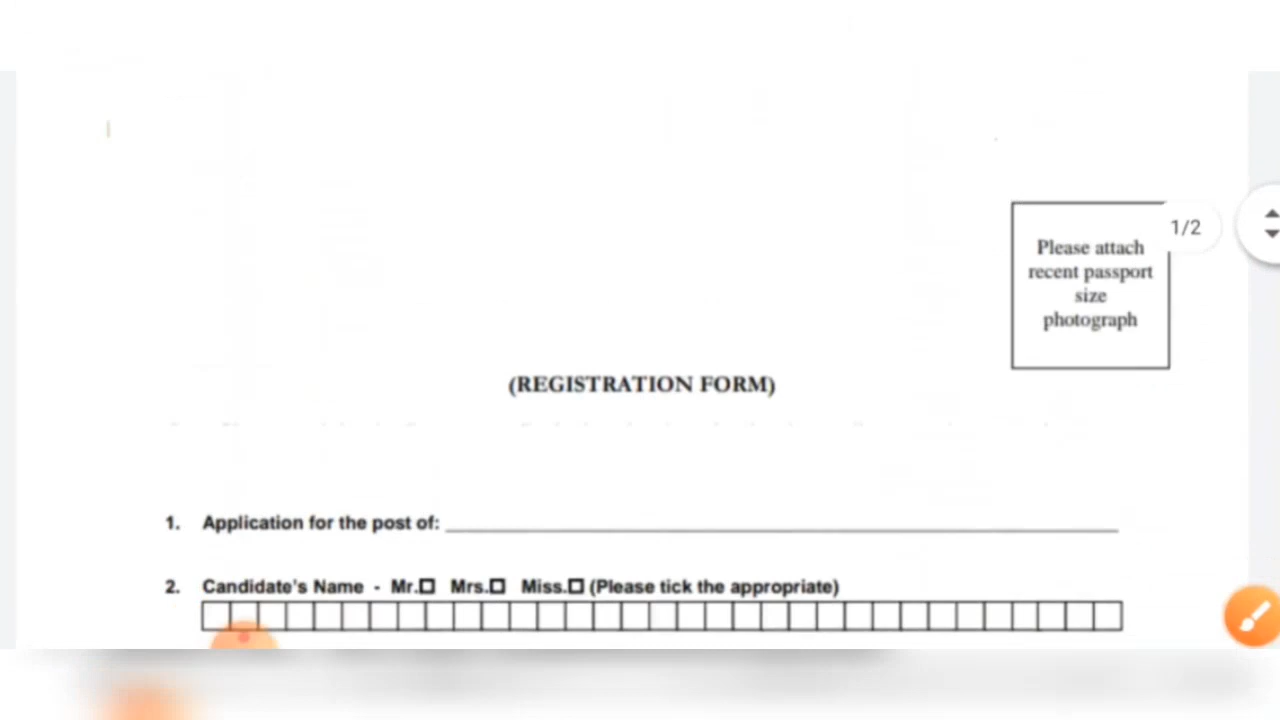 1/2
Please attach
recent passport
size
photograph
(REGISTRATION FORM)
1. Application for the post of:
2. Candidate's Name - Mr.☐ Mrs.☐ Miss.☐ (Please tick the appropriate)